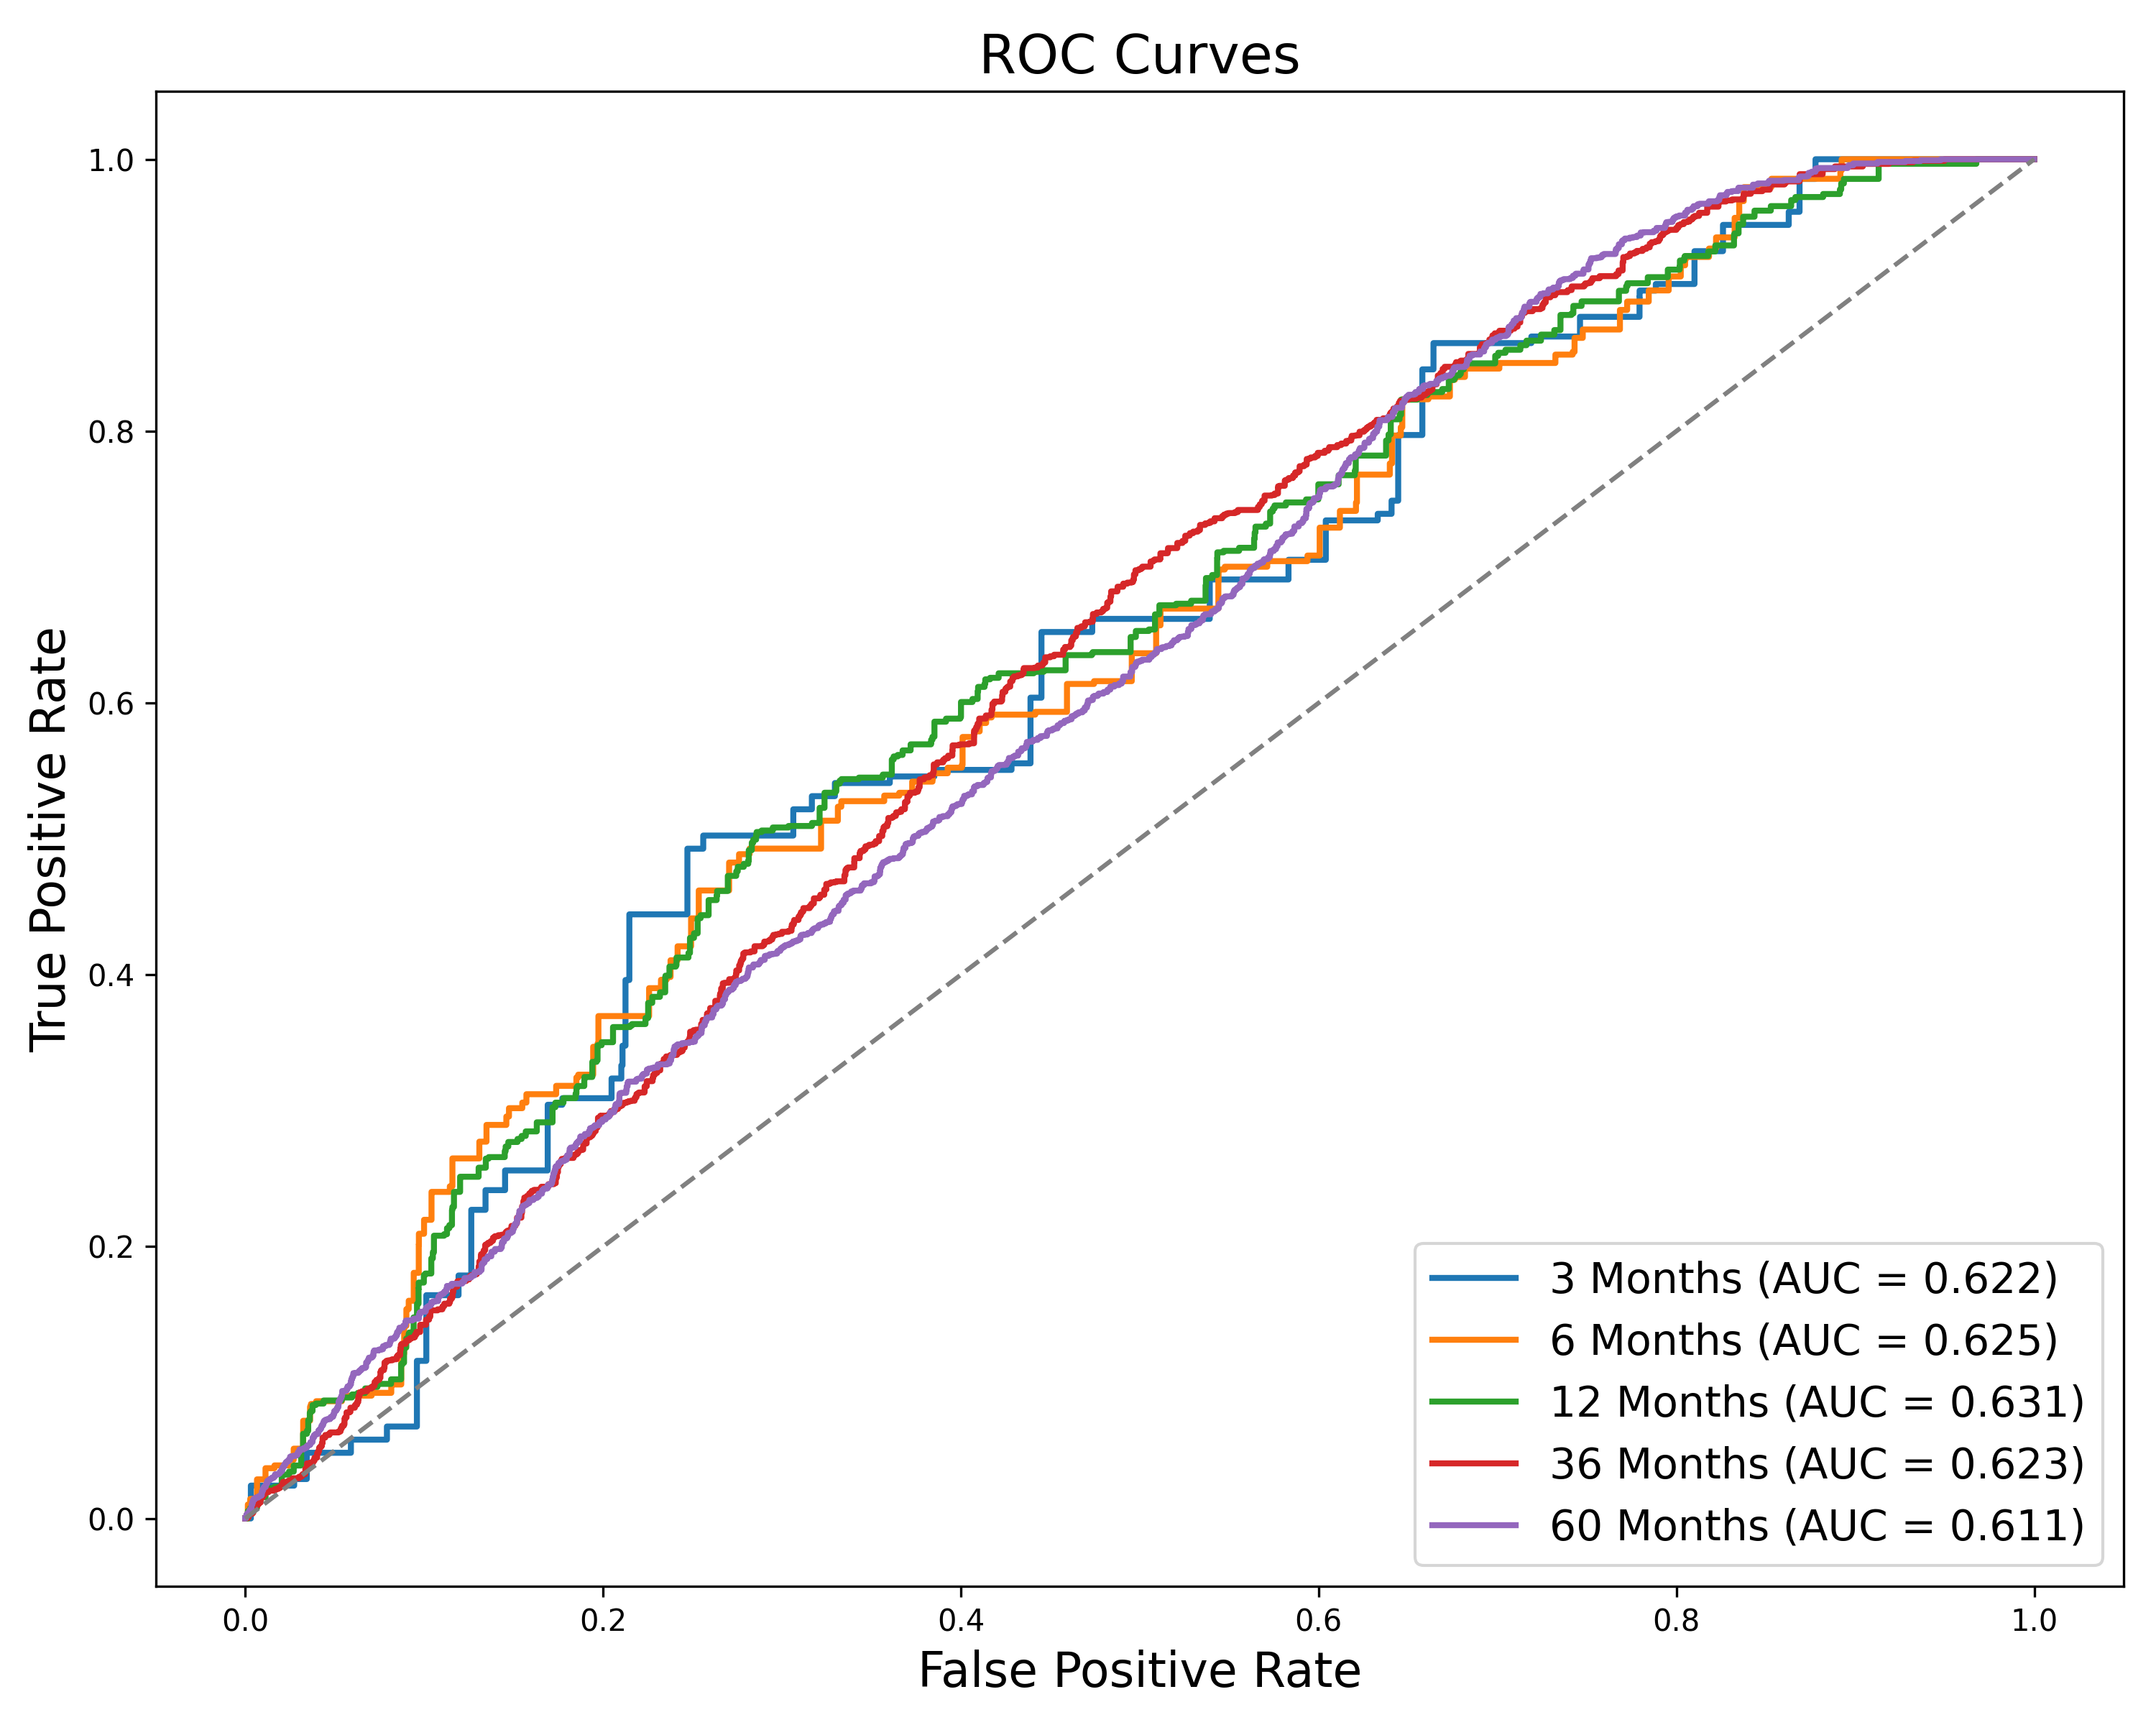 ROC Curves
True Positive Rate
1.0
0.8
0.6
0.4
0.2
0.0
0.0 0.2 0.4 0.6 0.8 1.0
False Positive Rate
3 Months (AUC = 0.622)
6 Months (AUC = 0.625)
12 Months (AUC = 0.631)
36 Months (AUC = 0.623)
60 Months (AUC = 0.611)